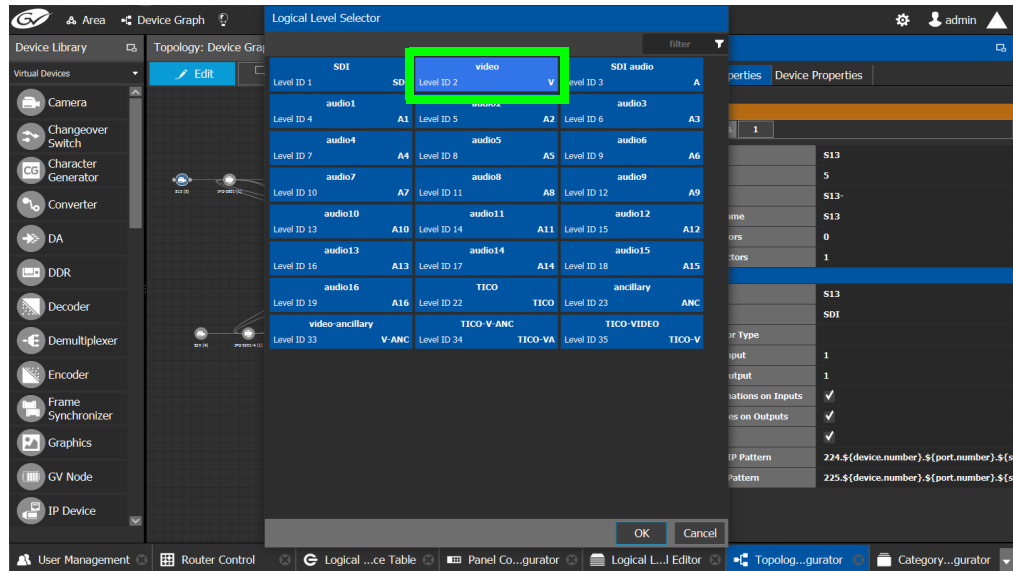 GV Area Device Graph admin
Device Library
Virtual Devices
Camera
Changeover
Switch
Character
Generator
Converter
DA
DDR
Decoder
Demultiplexer
Encoder
Frame
Synchronizer
Graphics
GV Node
IP Device
Topology: Device Gra
Edit
Logical Level Selector
filter
SDI video SDI audio
Level ID 1 SD Level ID 2 V evel ID 3 A
audio1 audio2 audio3
Level ID 4 A1 Level ID 5 A2 Level ID 6 A3
audio4 audio5 audio6
Level ID 7 A4 Level ID 8 A5 Level ID 9 A6
audio7 audio8 audio9
Level ID 10 A7 Level ID 11 A8 Level ID 12 A9
audio10 audio11 audio12
Level ID 13 A10 Level ID 14 A11 Level ID 15 A12
audio13 audio14 audio15
Level ID 16 A13 Level ID 17 A14 Level ID 18 A15
audio16 TICO ancillary
Level ID 19 A16 Level ID 22 TICO Level ID 23 ANC
video-ancillary TICO-V-ANC TICO-VIDEO
Level ID 33 V-ANC Level ID 34 TICO-VA Level ID 35 TICO-V
OK Cancel
perties Device Properties
1
S13
5
S13-
ame S13
ors 0
ctors 1
S13
SDI
or Type
nput 1
utput 1
nations on Inputs
es on Outputs
IP Pattern 224.${device.number}.${port.number}.${s
Pattern 225.${device.number}.${port.number}.${s
User Management Router Control Logical ...ce Table Panel Co...gurator Logical L...l Editor Topolog...gurator Category...gurator